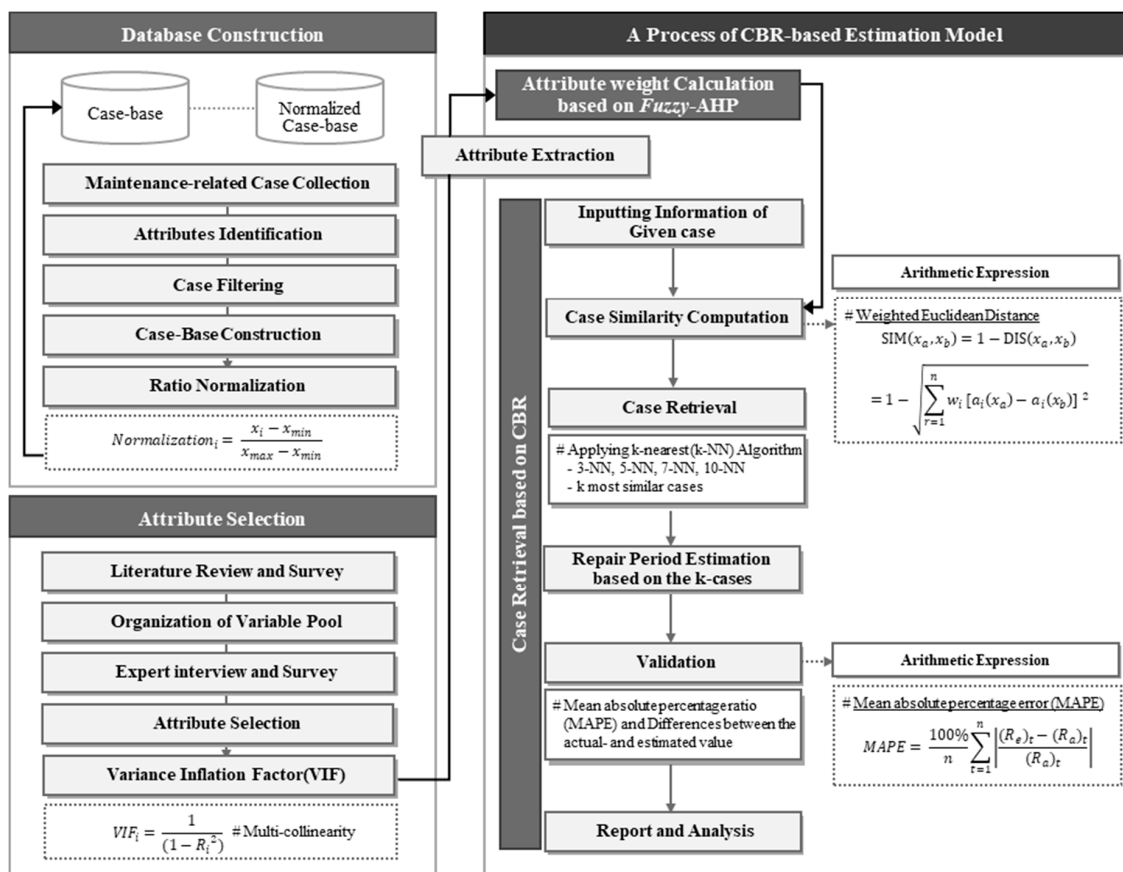 Database Construction
Case-base
Normalized
Case-base
Maintenance-related Case Collection
Attributes Identification
Case Filtering
Case-Base Construction
Ratio Normalization
Normalization_i = (x_i − x_min) / (x_max − x_min)
Attribute Selection
Literature Review and Survey
Organization of Variable Pool
Expert interview and Survey
Attribute Selection
Variance Inflation Factor(VIF)
VIF_i = 1 / (1 − R_i²) # Multi-collinearity
A Process of CBR-based Estimation Model
Attribute weight Calculation
based on Fuzzy-AHP
Attribute Extraction
Case Retrieval based on CBR
Inputting Information of
Given case
Case Similarity Computation
Case Retrieval
# Applying k-nearest (k-NN) Algorithm
- 3-NN, 5-NN, 7-NN, 10-NN
- k most similar cases
Repair Period Estimation
based on the k-cases
Validation
# Mean absolute percentage ratio
(MAPE) and Differences between the
actual- and estimated value
Report and Analysis
Arithmetic Expression
# Weighted Euclidean Distance
SIM(x_a, x_b) = 1 − DIS(x_a, x_b)
= 1 − √(∑_{r=1}^{n} w_i [a_i(x_a) − a_i(x_b)] ²)
Arithmetic Expression
# Mean absolute percentage error (MAPE)
MAPE = 100%/n ∑_{t=1}^{n} |((R_e)_t − (R_a)_t) / (R_a)_t|